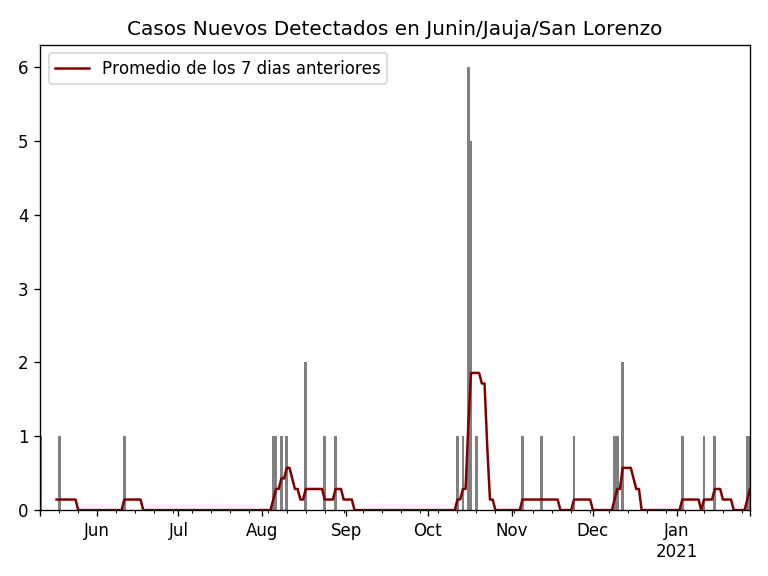 Casos Nuevos Detectados en Junin/Jauja/San Lorenzo
Promedio de los 7 dias anteriores
6
5
4
3
2
1
0
Jun Jul Aug Sep Oct Nov Dec Jan
2021